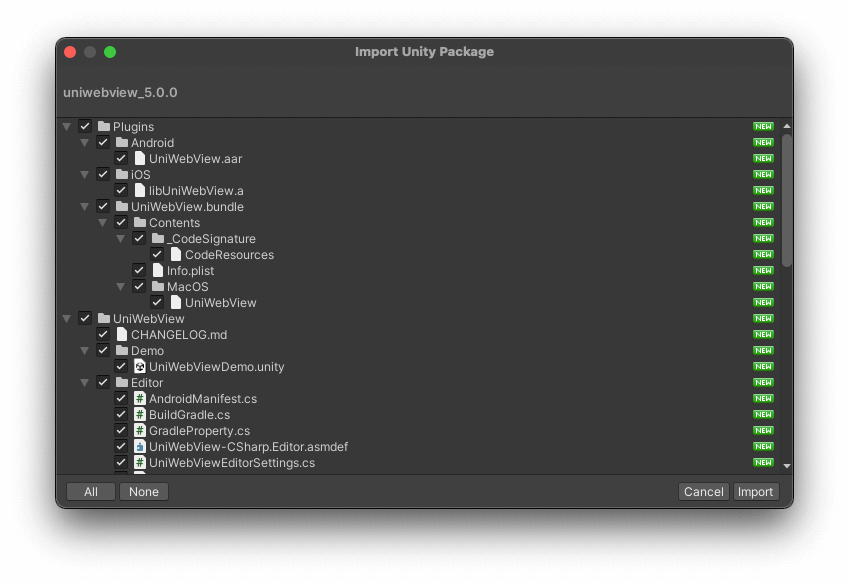 Import Unity Package
uniwebview_5.0.0
Plugins NEW
Android NEW
UniWebView.aar NEW
iOS NEW
libUniWebView.a NEW
UniWebView.bundle NEW
Contents NEW
_CodeSignature NEW
CodeResources NEW
Info.plist NEW
MacOS NEW
UniWebView NEW
UniWebView NEW
CHANGELOG.md NEW
Demo NEW
UniWebViewDemo.unity NEW
Editor NEW
AndroidManifest.cs NEW
BuildGradle.cs NEW
GradleProperty.cs NEW
UniWebView-CSharp.Editor.asmdef NEW
UniWebViewEditorSettings.cs NEW
All None Cancel Import